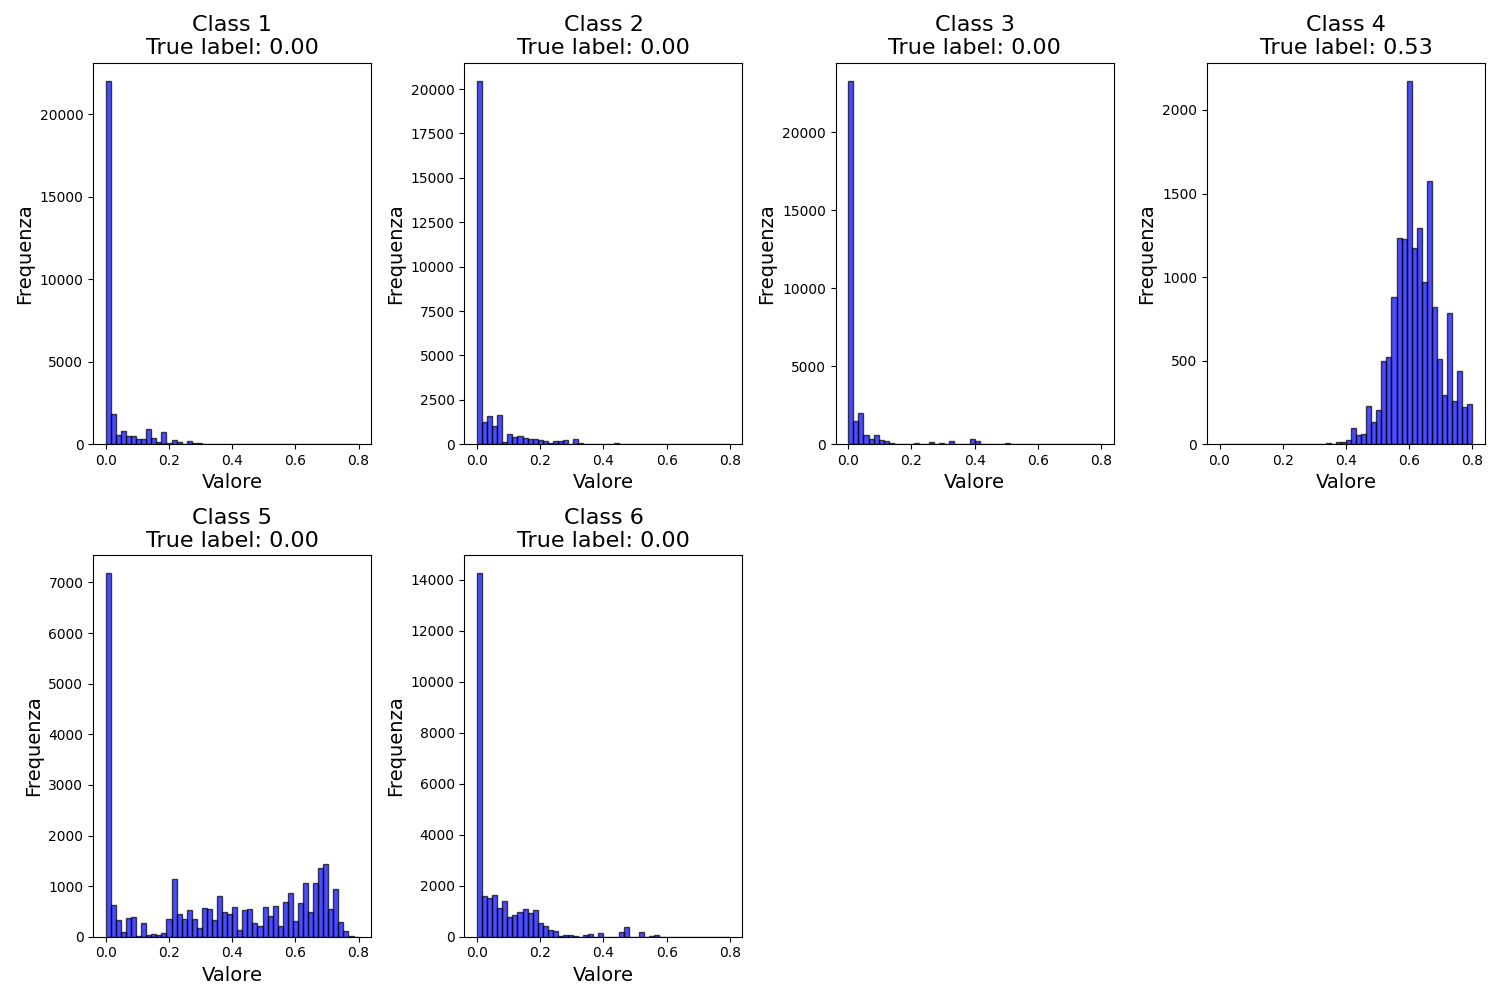 Class 1
True label: 0.00
Class 2
True label: 0.00
Class 3
True label: 0.00
Class 4
True label: 0.53
20000
15000
10000
5000
0
Frequenza
0.0 0.2 0.4 0.6 0.8
Valore
20000
17500
15000
12500
10000
7500
5000
2500
0
Frequenza
0.0 0.2 0.4 0.6 0.8
Valore
20000
15000
10000
5000
0
Frequenza
0.0 0.2 0.4 0.6 0.8
Valore
2000
1500
1000
500
0
Frequenza
0.0 0.2 0.4 0.6 0.8
Valore
Class 5
True label: 0.00
Class 6
True label: 0.00
7000
6000
5000
4000
3000
2000
1000
0
Frequenza
0.0 0.2 0.4 0.6 0.8
Valore
14000
12000
10000
8000
6000
4000
2000
0
Frequenza
0.0 0.2 0.4 0.6 0.8
Valore